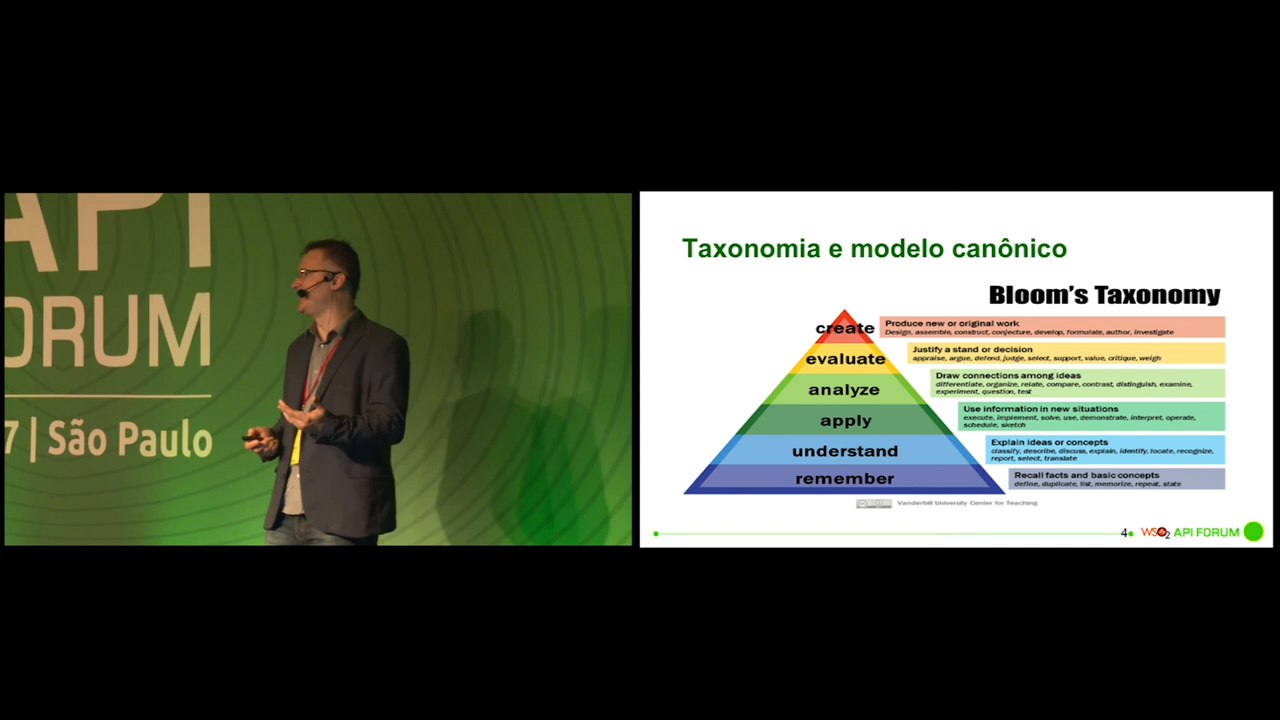 API
ORUM
7 | São Paulo
Taxonomia e modelo canônico
Bloom's Taxonomy
create
Produce new or original work
Design, assemble, construct, conjecture, develop, formulate, author, investigate
evaluate
Justify a stand or decision
appraise, argue, defend, judge, select, support, value, critique, weigh
analyze
Draw connections among ideas
differentiate, organize, relate, compare, contrast, distinguish, examine,
experiment, question, test
apply
Use information in new situations
execute, implement, solve, use, demonstrate, interpret, operate,
schedule, sketch
understand
Explain ideas or concepts
classify, describe, discuss, explain, identify, locate, recognize,
report, select, translate
remember
Recall facts and basic concepts
define, duplicate, list, memorize, repeat, state
Vanderbilt University Center for Teaching
4
WSO2 API FORUM